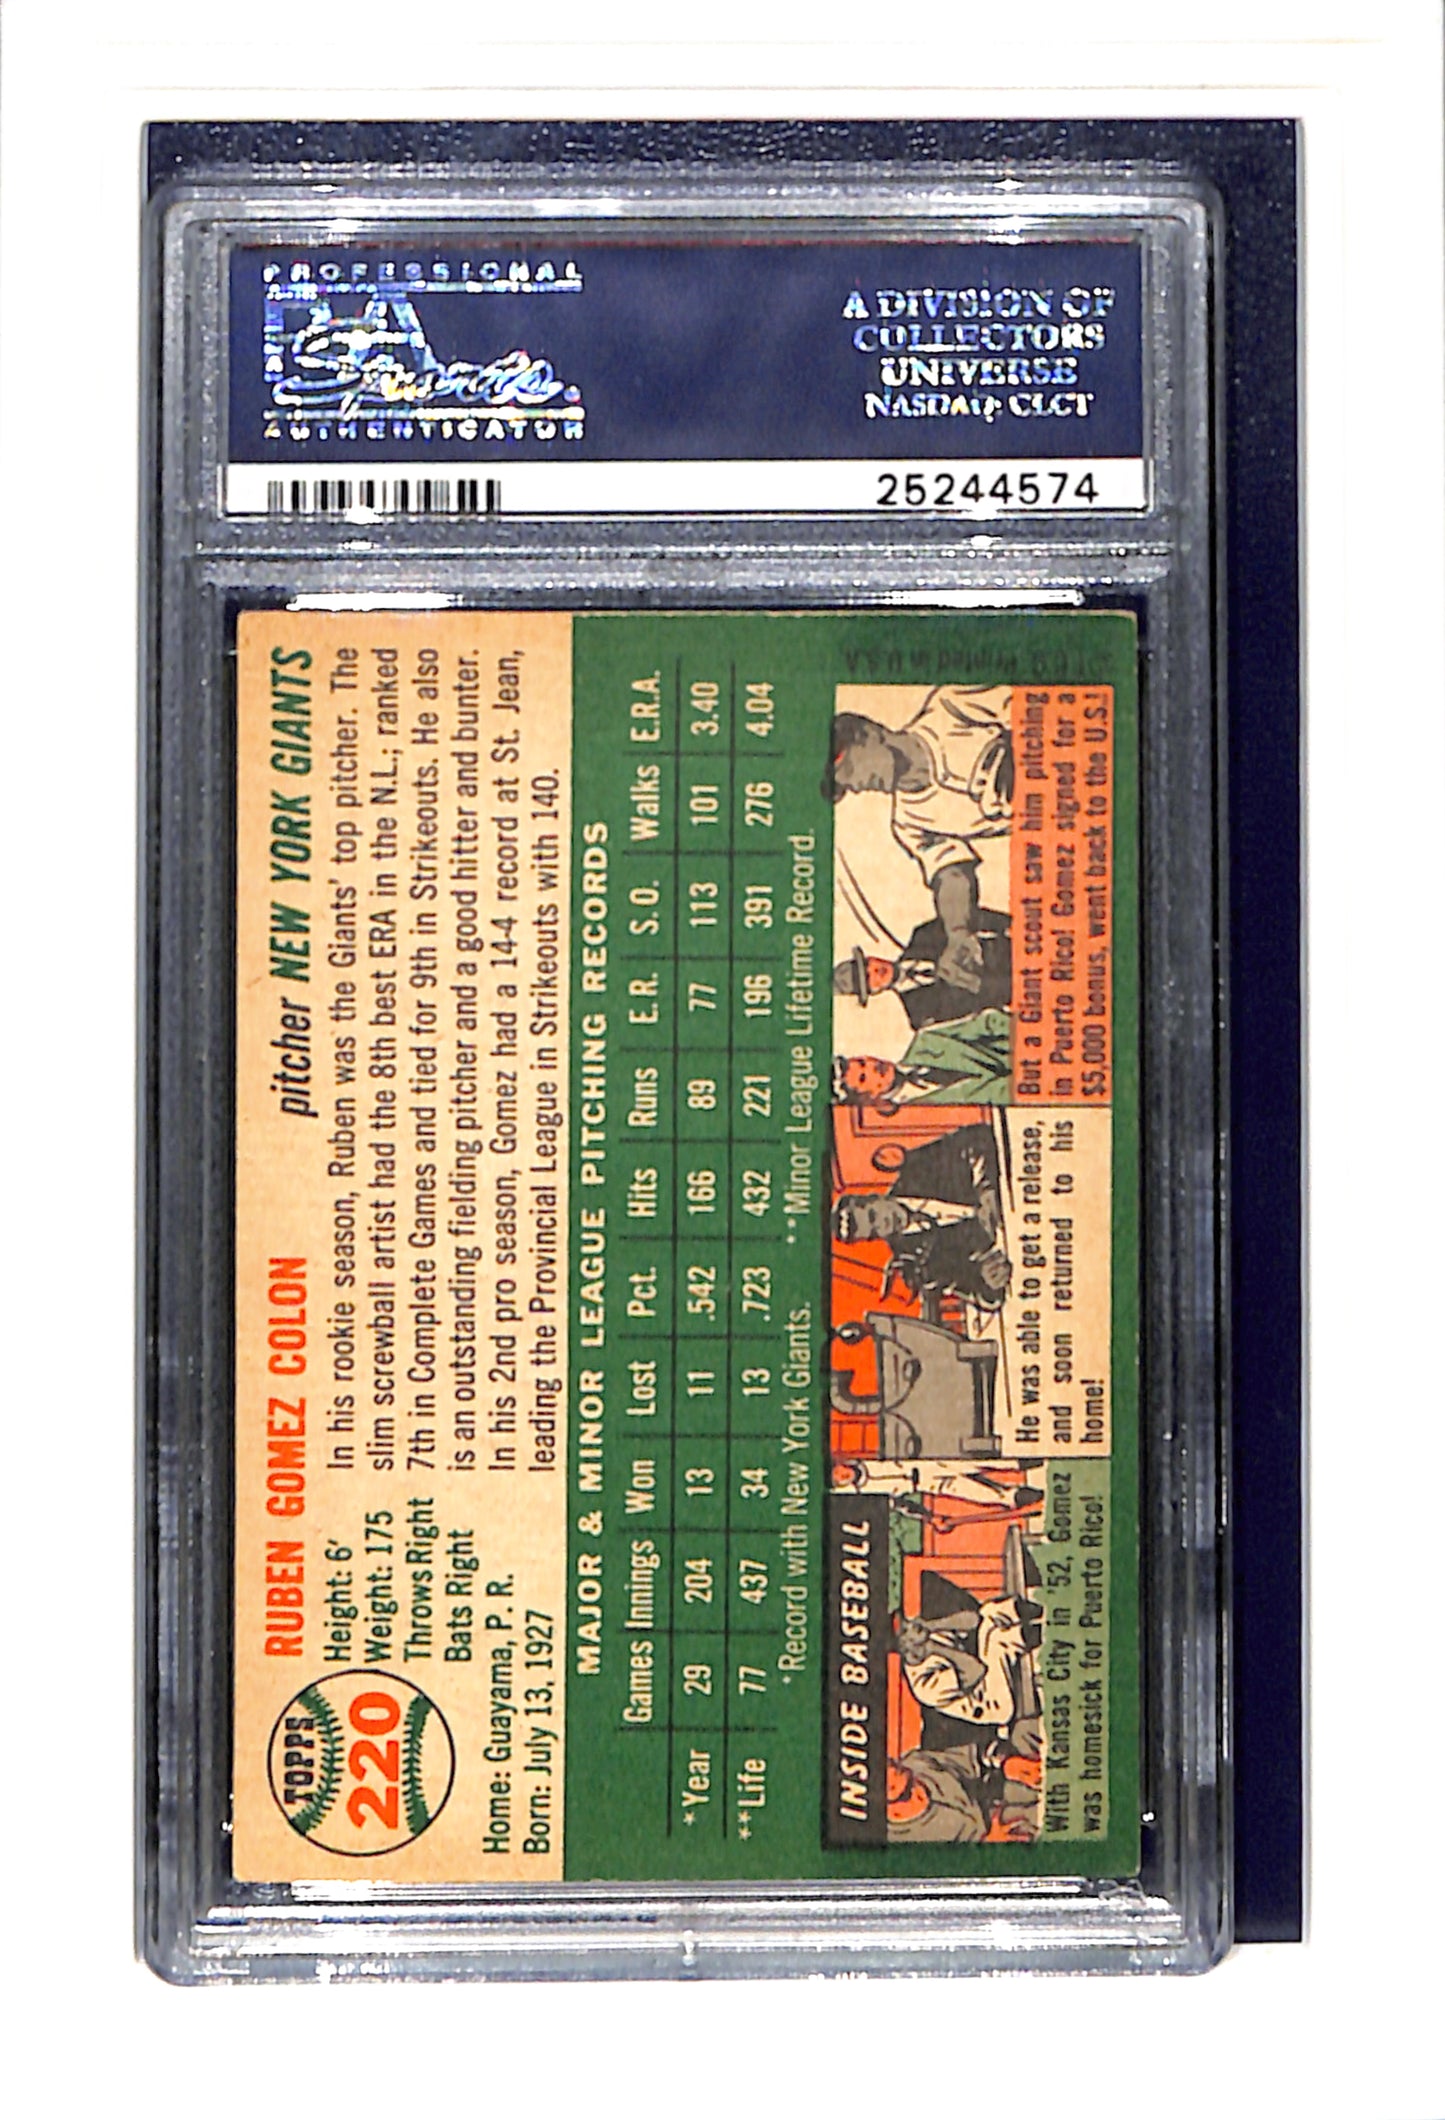 PROFESSIONAL
AUTHENTICATOR
A DIVISION OF
COLLECTORS
UNIVERSE
NASDAQ CLCT
25244574
TOPPS
220
RUBEN GOMEZ COLON
pitcher NEW YORK GIANTS
Height: 6'
Weight: 175
Throws Right
Bats Right
Home: Guayama, P. R.
Born: July 13, 1927
In his rookie season, Ruben was the Giants' top pitcher. The
slim screwball artist had the 8th best ERA in the N.L.; ranked
7th in Complete Games and tied for 9th in Strikeouts. He also
is an outstanding fielding pitcher and a good hitter and bunter.
In his 2nd pro season, Gomez had a 14-4 record at St. Jean,
leading the Provincial League in Strikeouts with 140.
MAJOR & MINOR LEAGUE PITCHING RECORDS
Games Innings Won Lost Pct. Hits Runs E.R. S.O. Walks E.R.A.
*Year 29 204 13 11 .542 166 89 77 113 101 3.40
**Life 77 437 34 13 .723 432 221 196 391 276 4.04
*Record with New York Giants. **Minor League Lifetime Record.
INSIDE BASEBALL
With Kansas City in '52, Gomez
was homesick for Puerto Rico!
He was able to get a release,
and soon returned to his
home!
But a Giant scout saw him pitching
in Puerto Rico! Gomez signed for a
$5,000 bonus, went back to the U.S.!
Printed in U.S.A